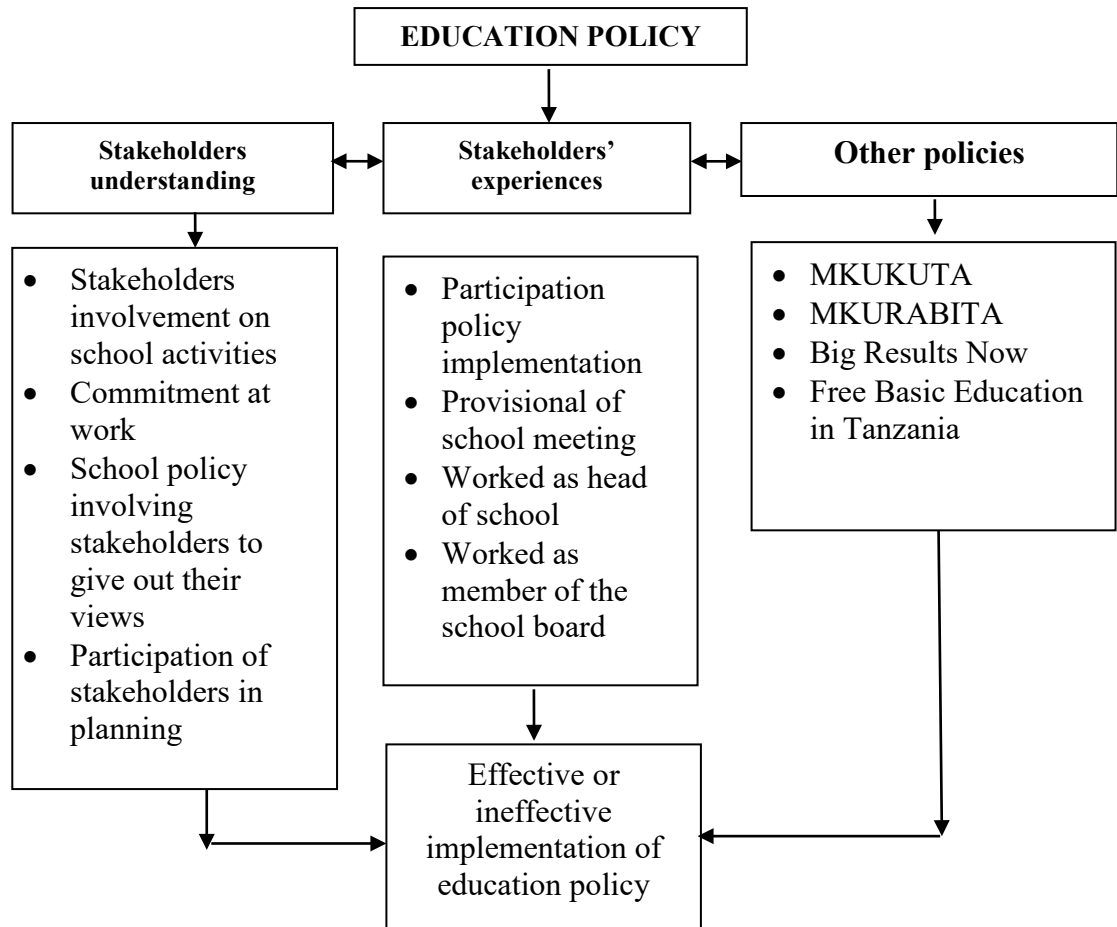 EDUCATION POLICY
Stakeholders
understanding
Stakeholders’
experiences
Other policies
• Stakeholders
involvement on
school activities
• Commitment at
work
• School policy
involving
stakeholders to
give out their
views
• Participation of
stakeholders in
planning
• Participation
policy
implementation
• Provisional of
school meeting
• Worked as head
of school
• Worked as
member of the
school board
• MKUKUTA
• MKURABITA
• Big Results Now
• Free Basic Education
in Tanzania
Effective or
ineffective
implementation of
education policy